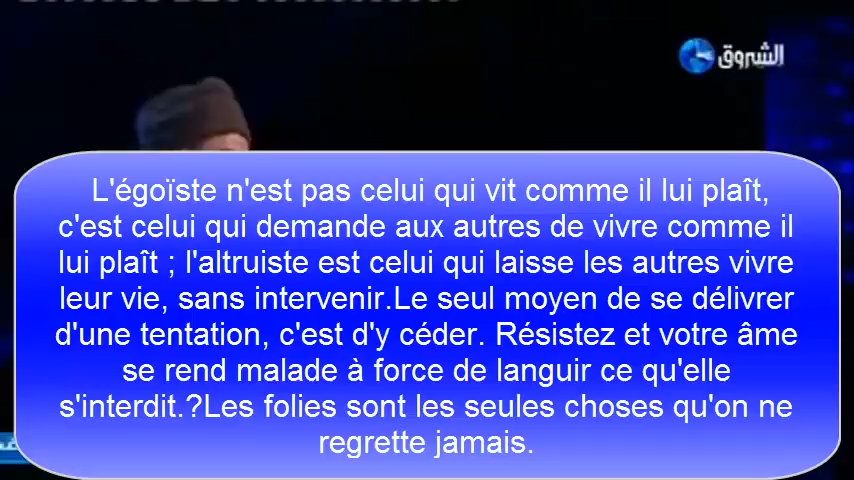 الشروق
L'égoïste n'est pas celui qui vit comme il lui plaît,
c'est celui qui demande aux autres de vivre comme il
lui plaît ; l'altruiste est celui qui laisse les autres vivre
leur vie, sans intervenir.Le seul moyen de se délivrer
d'une tentation, c'est d'y céder. Résistez et votre âme
se rend malade à force de languir ce qu'elle
s'interdit.?Les folies sont les seules choses qu'on ne
regrette jamais.